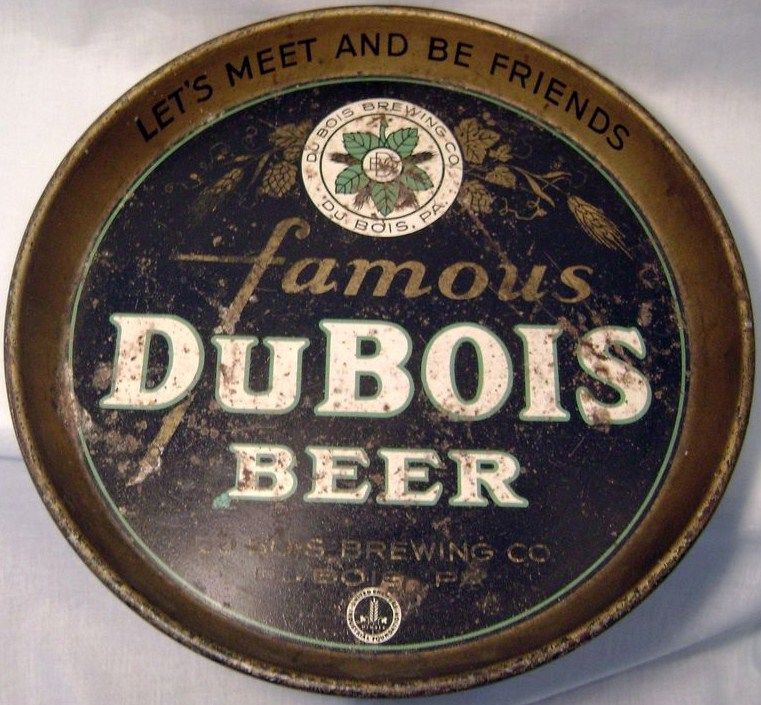 LET'S MEET AND BE FRIENDS
DU BOIS BREWING CO.
DU BOIS, PA.
famous
DUBOIS
BEER
DU BOIS BREWING CO
DU BOIS, PA